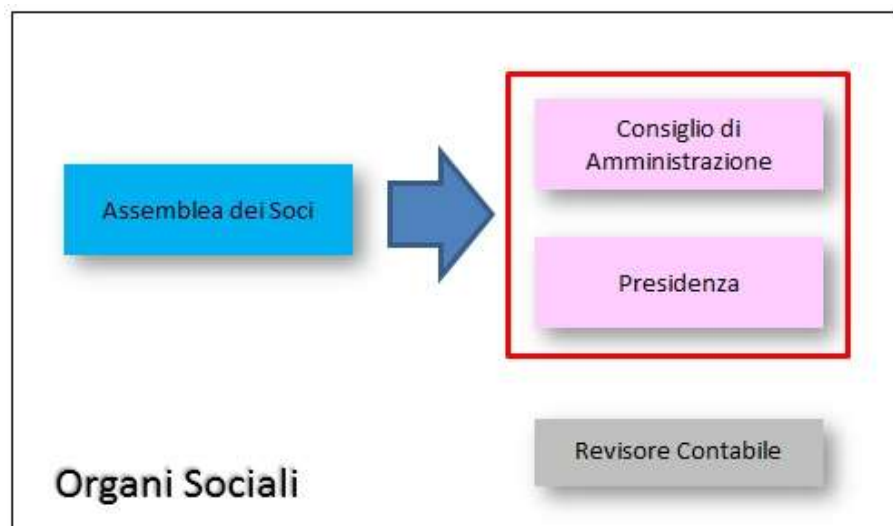 Consiglio di
Amministrazione
Assemblea dei Soci
Presidenza
Revisore Contabile
Organi Sociali